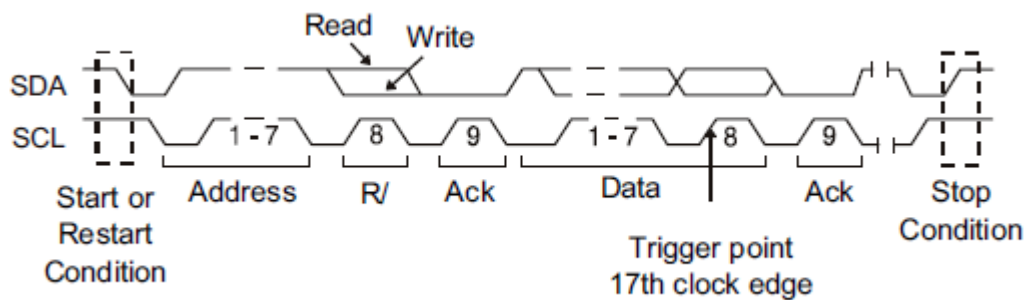 Read
Write
SDA
SCL
1 - 7
8
9
1 - 7
8
9
Address
R/
Ack
Data
Ack
Start or
Restart
Condition
Stop
Condition
Trigger point
17th clock edge